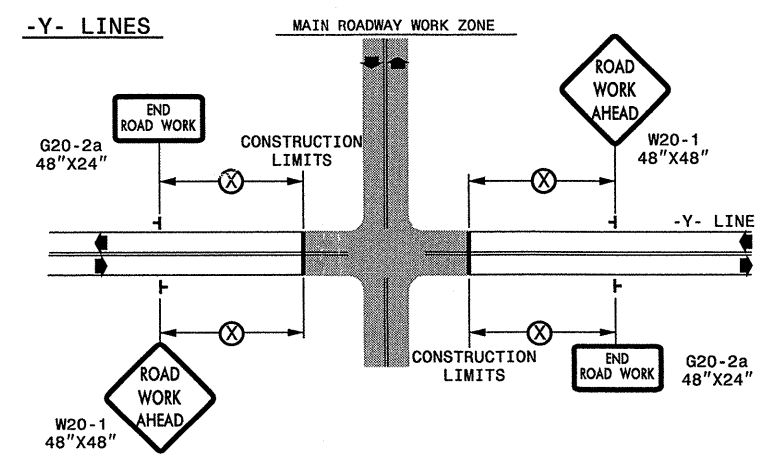 -Y- LINES
MAIN ROADWAY WORK ZONE
END
ROAD WORK
G20-2a
48"X24"
CONSTRUCTION
LIMITS
ROAD
WORK
AHEAD
W20-1
48"X48"
X
X
-Y- LINE
X
X
ROAD
WORK
AHEAD
W20-1
48"X48"
CONSTRUCTION
LIMITS
END
ROAD WORK
G20-2a
48"X24"